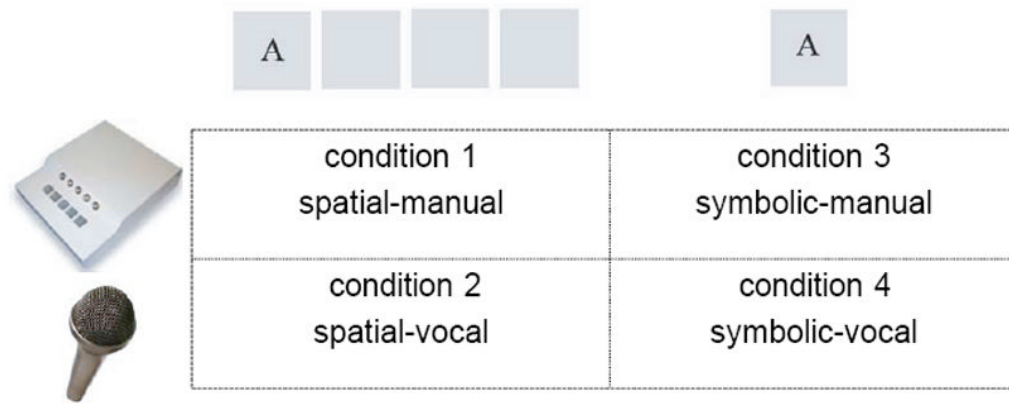 A
A
condition 1
spatial-manual
condition 3
symbolic-manual
condition 2
spatial-vocal
condition 4
symbolic-vocal